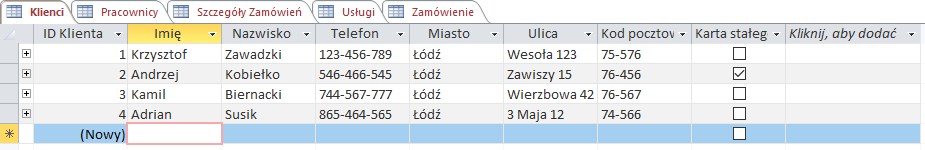 Klienci Pracownicy Szczegóły Zamówień Usługi Zamówienie
ID Klienta Imię Nazwisko Telefon Miasto Ulica Kod pocztow Karta stałeg Kliknij, aby dodać
1 Krzysztof Zawadzki 123-456-789 Łódź Wesoła 123 75-576
2 Andrzej Kobiełko 546-466-545 Łódź Zawiszy 15 76-456
3 Kamil Biernacki 744-567-777 Łódź Wierzbowa 42 76-567
4 Adrian Susik 865-464-565 Łódź 3 Maja 12 74-566
(Nowy)